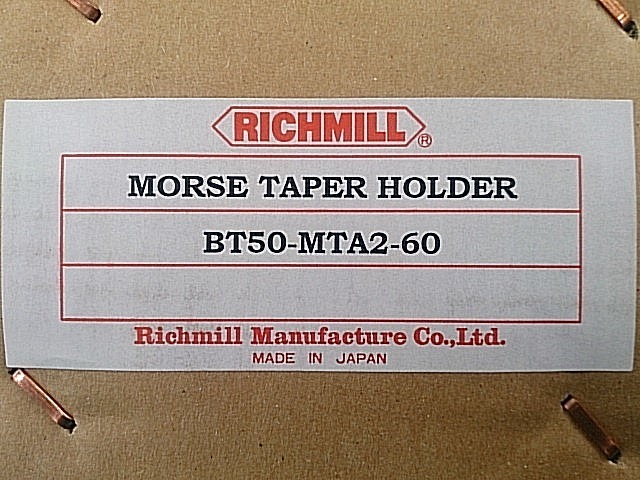 RICHMILL®
MORSE TAPER HOLDER
BT50-MTA2-60
Richmill Manufacture Co.,Ltd.
MADE IN JAPAN